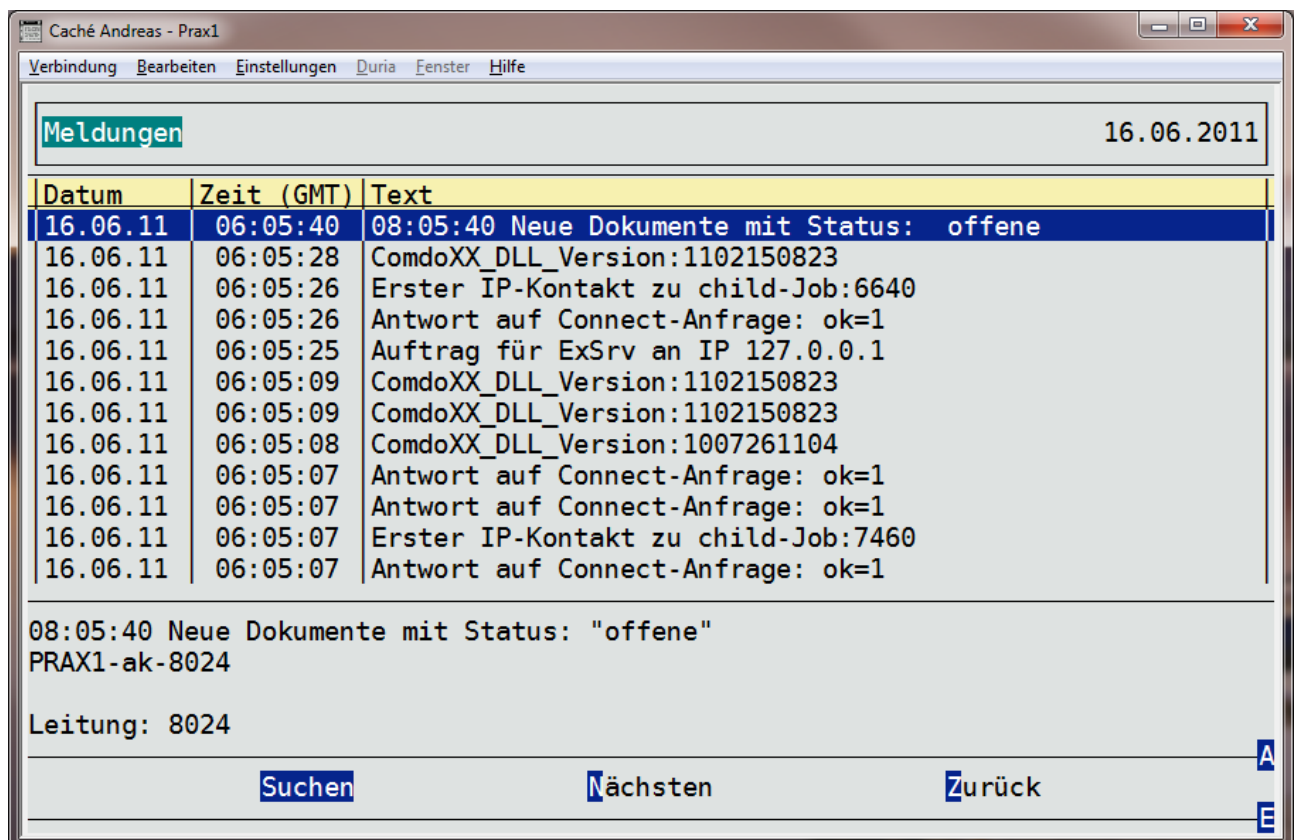 Caché Andreas - Prax1
Verbindung Bearbeiten Einstellungen Duria Fenster Hilfe
Meldungen 16.06.2011
Datum Zeit (GMT) Text
16.06.11 06:05:40 08:05:40 Neue Dokumente mit Status: offene
16.06.11 06:05:28 ComdoXX_DLL_Version:1102150823
16.06.11 06:05:26 Erster IP-Kontakt zu child-Job:6640
16.06.11 06:05:26 Antwort auf Connect-Anfrage: ok=1
16.06.11 06:05:25 Auftrag für ExSrv an IP 127.0.0.1
16.06.11 06:05:09 ComdoXX_DLL_Version:1102150823
16.06.11 06:05:09 ComdoXX_DLL_Version:1102150823
16.06.11 06:05:08 ComdoXX_DLL_Version:1007261104
16.06.11 06:05:07 Antwort auf Connect-Anfrage: ok=1
16.06.11 06:05:07 Antwort auf Connect-Anfrage: ok=1
16.06.11 06:05:07 Erster IP-Kontakt zu child-Job:7460
16.06.11 06:05:07 Antwort auf Connect-Anfrage: ok=1
08:05:40 Neue Dokumente mit Status: "offene"
PRAX1-ak-8024
Leitung: 8024
A
Suchen Nächsten Zurück
E